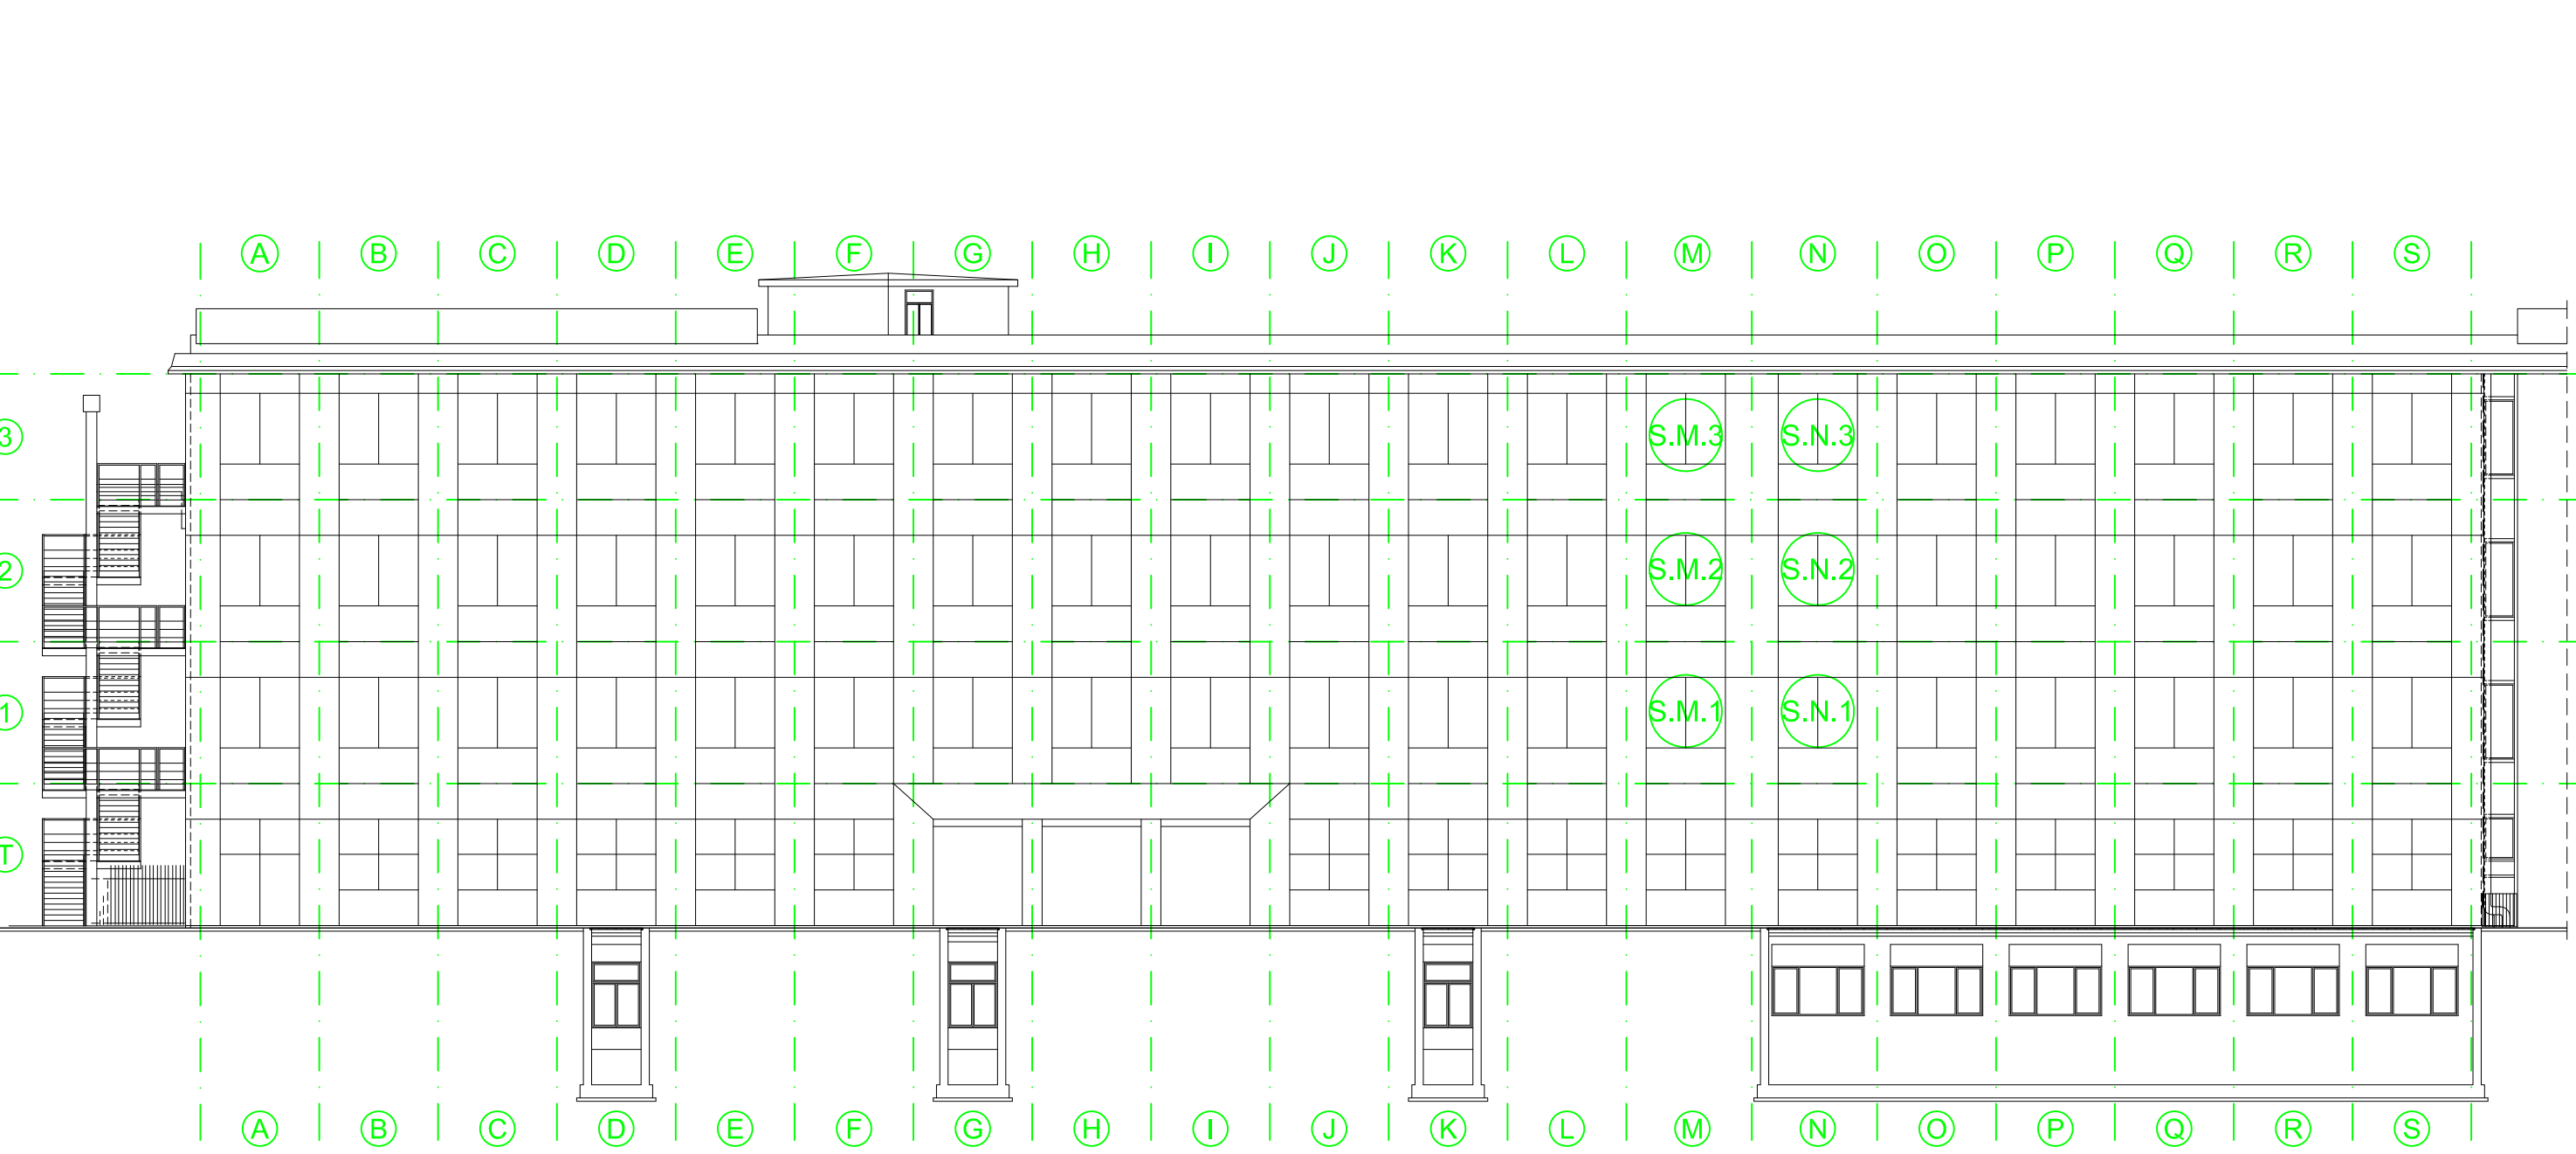 A B C D E F G H I J K L M N O P Q R S
3 S.M.3 S.N.3
2 S.M.2 S.N.2
1 S.M.1 S.N.1
T
A B C D E F G H I J K L M N O P Q R S